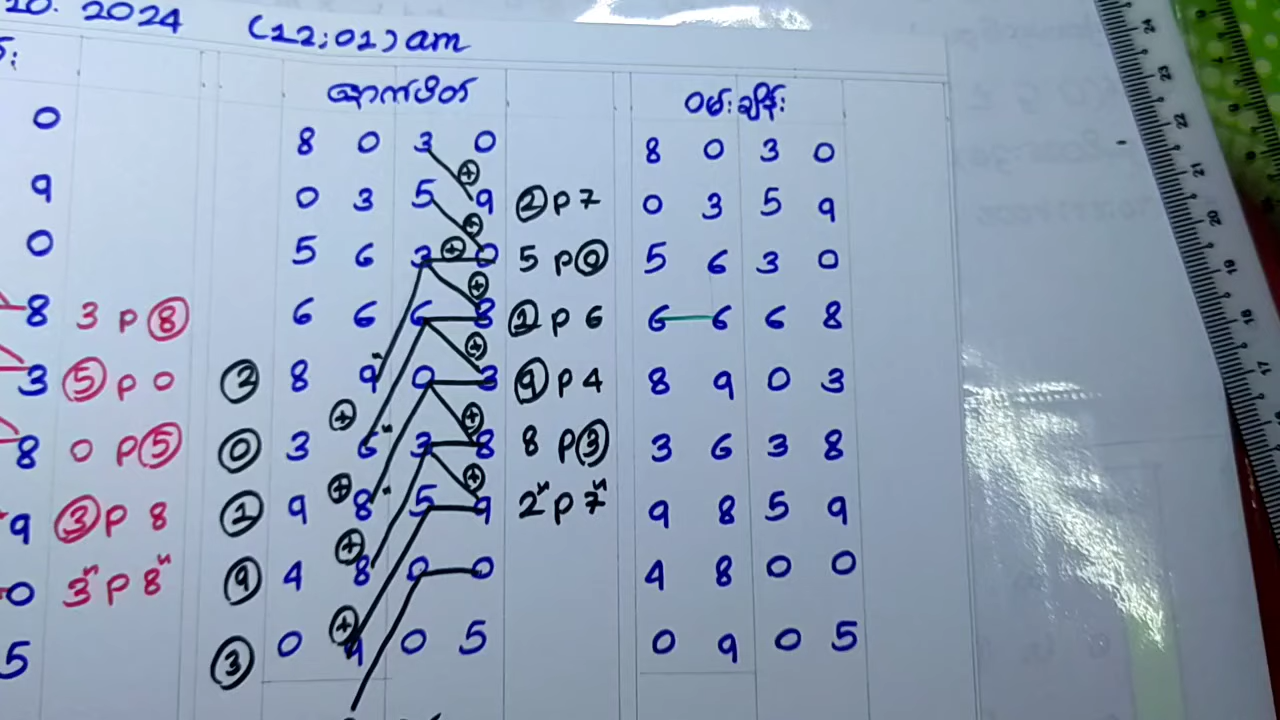 10. 2024 (12;01) am
နောက်ပိတ် ဝမ်းချိန်း
0 8 0 3 0 8 0 3 0
9 0 3 5 9 2 p 7 0 3 5 9
0 5 6 3 0 5 p 0 5 6 3 0
8 3 p 8 6 6 6 8 2 p 6 6 6 6 8
3 5 p 0 2 8 9" 0 3 9 p 4 8 9 0 3
8 0 p 5 0 3 6" 3 8 8 p 3 3 6 3 8
9 3 p 8 1 9 8" 5 9 2" p 7" 9 8 5 9
0 3" p 8" 9 4 8 0 0 4 8 0 0
5 3 0 9 0 5 0 9 0 5